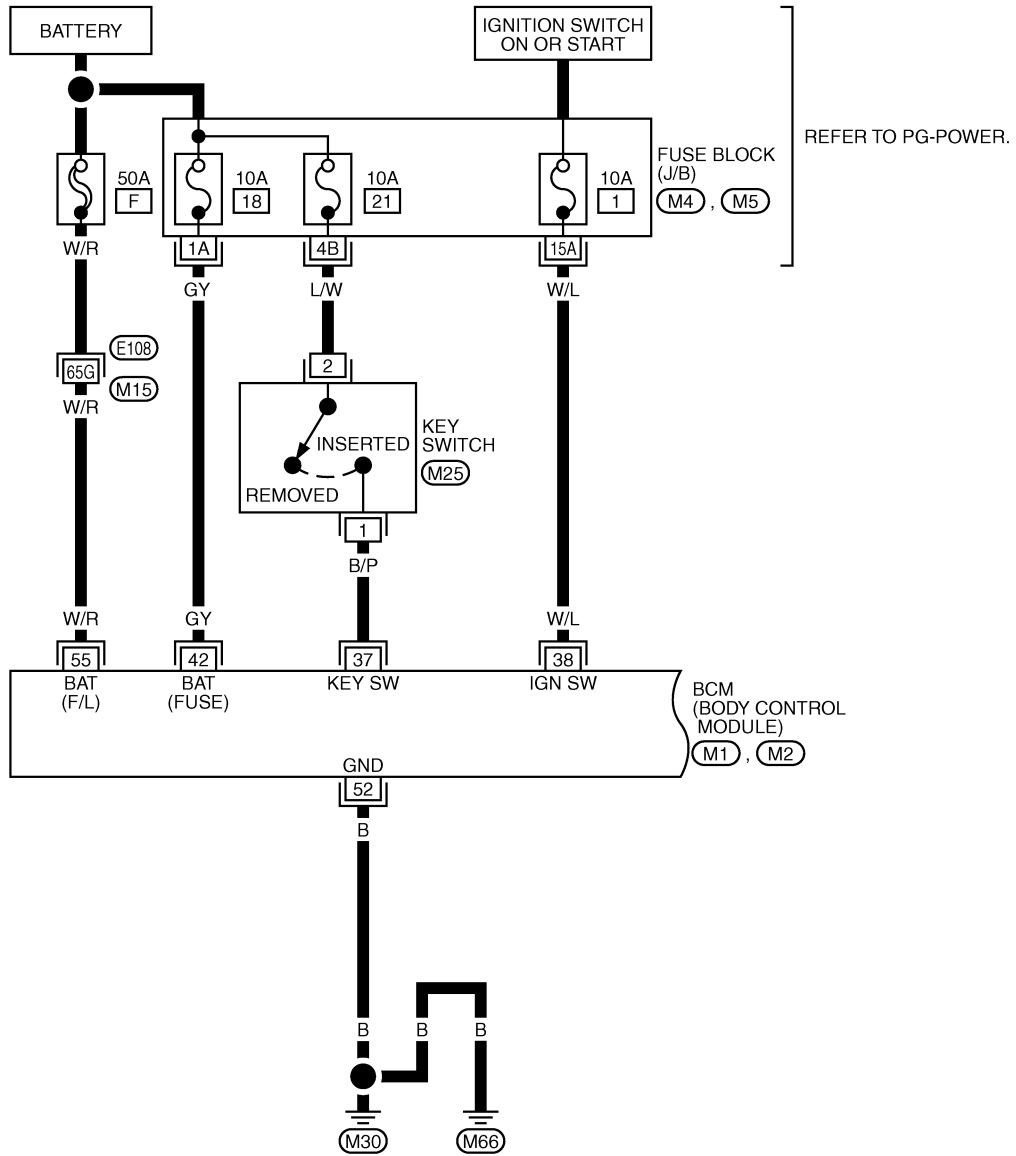 BATTERY
IGNITION SWITCH
ON OR START
REFER TO PG-POWER.
FUSE BLOCK
(J/B)
M4 , M5
50A
F
10A
18
10A
21
10A
1
1A
4B
15A
W/R
GY
L/W
W/L
E108
65G
M15
W/R
2
KEY
SWITCH
M25
INSERTED
REMOVED
1
B/P
W/R
GY
W/L
55
42
37
38
BAT
(F/L)
BAT
(FUSE)
KEY SW
IGN SW
BCM
(BODY CONTROL
MODULE)
M1 , M2
GND
52
B
B
B
B
M30
M66